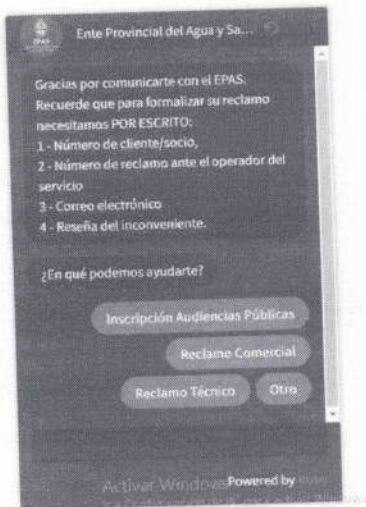 EPAS
Ente Provincial del Agua y Sa...
Gracias por comunicarte con el EPAS.
Recuerde que para formalizar su reclamo
necesitamos POR ESCRITO:
1 - Número de cliente/socio,
2 - Número de reclamo ante el operador del
servicio
3 - Correo electrónico
4 - Reseña del inconveniente.
¿En qué podemos ayudarte?
Inscripción Audiencias Públicas
Reclamo Comercial
Reclamo Técnico Otro
Activar Windows Powered by